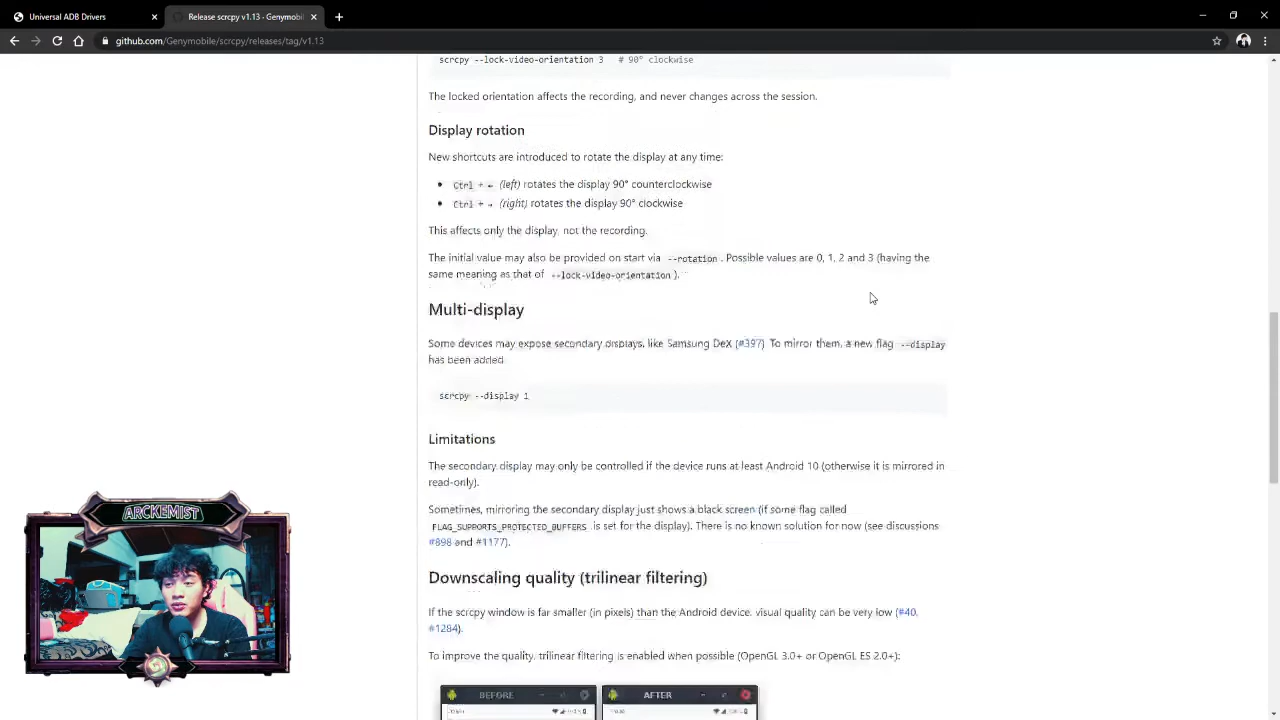 Universal ADB Drivers
Release scrcpy v1.13 · Genymobil
github.com/Genymobile/scrcpy/releases/tag/v1.13
scrcpy --lock-video-orientation 3 # 90° clockwise
The locked orientation affects the recording, and never changes across the session.
Display rotation
New shortcuts are introduced to rotate the display at any time:
Ctrl + ← (left) rotates the display 90° counterclockwise
Ctrl + → (right) rotates the display 90° clockwise
This affects only the display, not the recording.
The initial value may also be provided on start via --rotation. Possible values are 0, 1, 2 and 3 (having the
same meaning as that of --lock-video-orientation).
Multi-display
Some devices may expose secondary displays, like Samsung DeX (#397) To mirror them, a new flag --display
has been added
scrcpy --display 1
Limitations
The secondary display may only be controlled if the device runs at least Android 10 (otherwise it is mirrored in
read-only).
Sometimes, mirroring the secondary display just shows a black screen (if some flag called
FLAG_SUPPORTS_PROTECTED_BUFFERS is set for the display). There is no known solution for now (see discussions
#898 and #1177).
ARCKEMIST
Downscaling quality (trilinear filtering)
If the scrcpy window is far smaller (in pixels) than the Android device, visual quality can be very low (#40,
#1284).
To improve the quality, trilinear filtering is enabled when possible (OpenGL 3.0+ or OpenGL ES 2.0+):
BEFORE
AFTER